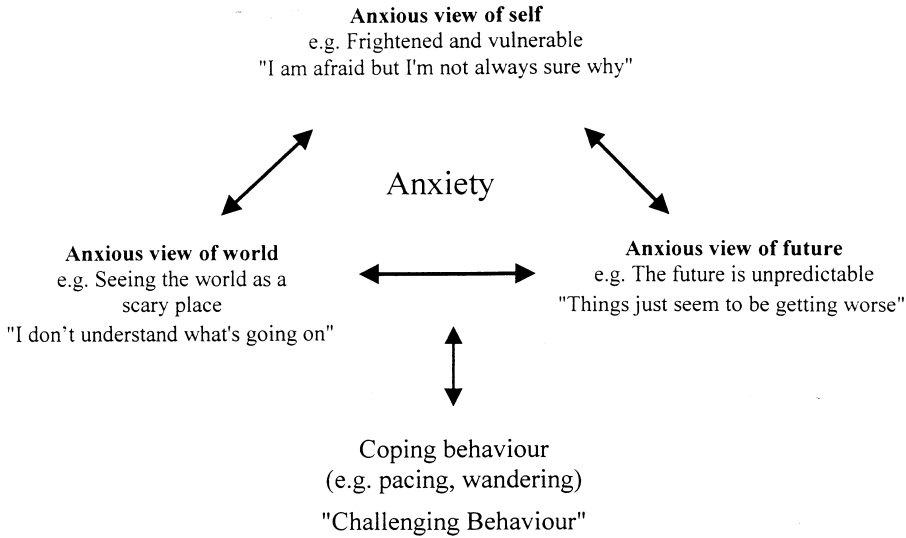 Anxious view of self
e.g. Frightened and vulnerable
"I am afraid but I'm not always sure why"
Anxiety
Anxious view of world
e.g. Seeing the world as a
scary place
"I don't understand what's going on"
Anxious view of future
e.g. The future is unpredictable
"Things just seem to be getting worse"
Coping behaviour
(e.g. pacing, wandering)
"Challenging Behaviour"